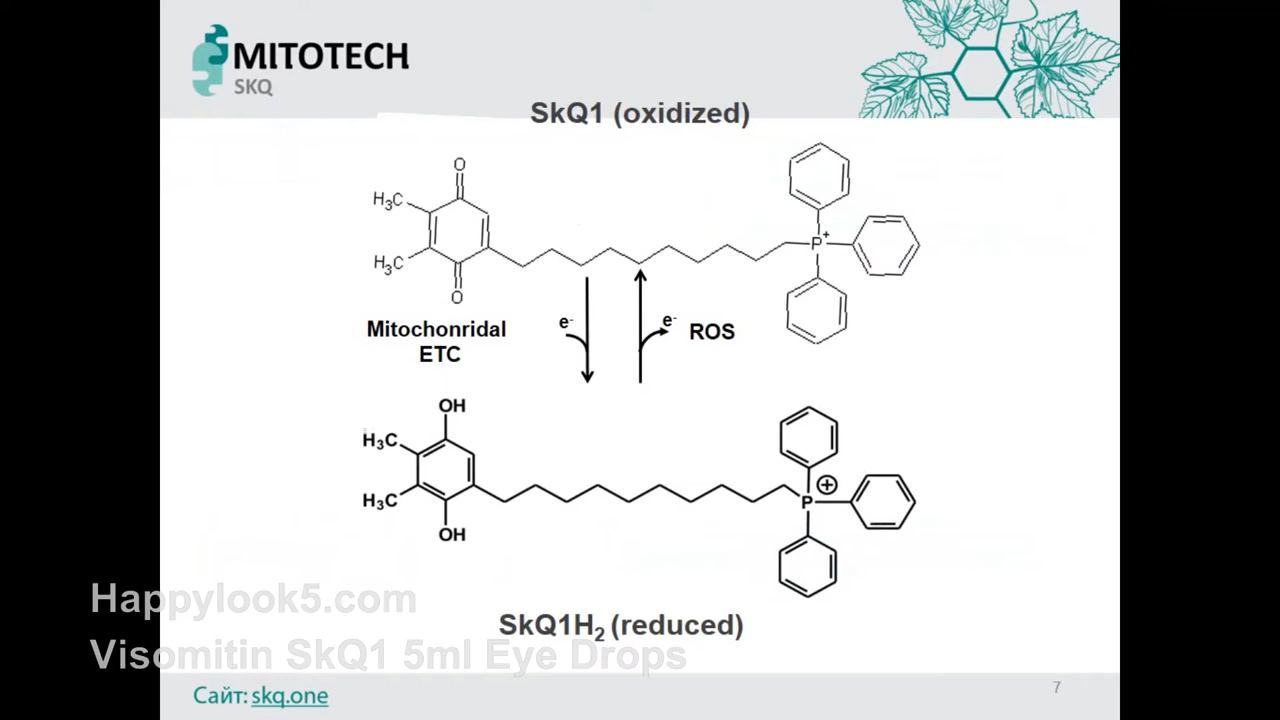 MITOTECH
SKQ
SkQ1 (oxidized)
O
H₃C
H₃C
P⁺
O
Mitochonridal
ETC
e⁻
e⁻
ROS
OH
H₃C
H₃C
P⊕
OH
Happylook5.com
SkQ1H₂ (reduced)
Visomitin SkQ1 5ml Eye Drops
Сайт: skq.one
7